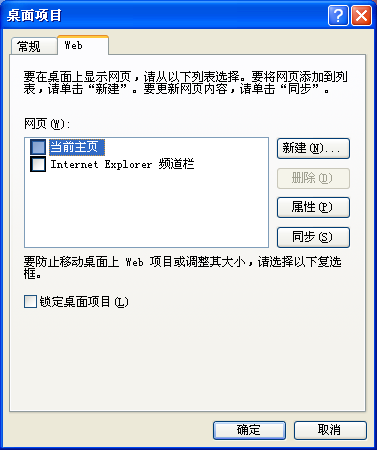 桌面项目
常规 Web
要在桌面上显示网页，请从以下列表选择。要将网页添加到列
表，请单击“新建”。要更新网页内容，请单击“同步”。
网页(W):
当前主页
Internet Explorer 频道栏
新建(N)...
删除(D)
属性(P)
同步(S)
要防止移动桌面上 Web 项目或调整其大小，请选择以下复选
框。
锁定桌面项目(L)
确定 取消